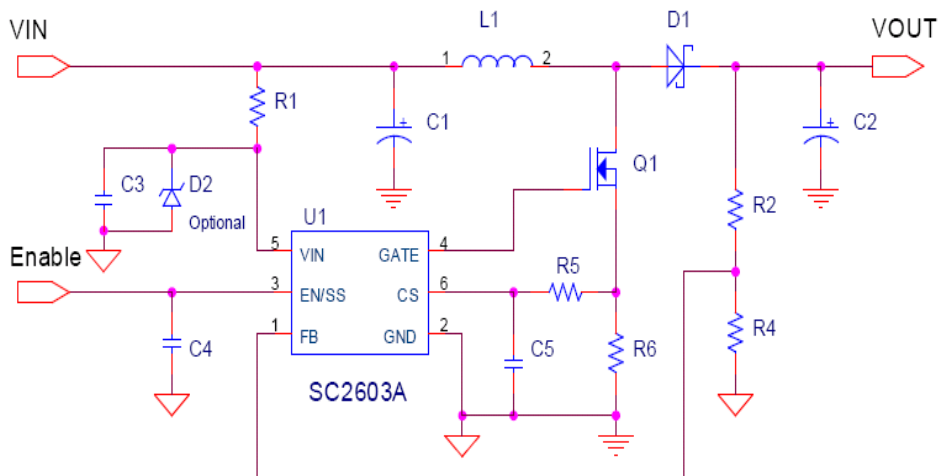 VIN
L1
D1
VOUT
1
2
R1
C1
C2
Q1
C3
D2
Optional
R2
U1
Enable
5
VIN
GATE
4
3
EN/SS
CS
6
R5
1
FB
GND
2
C4
C5
R6
R4
SC2603A